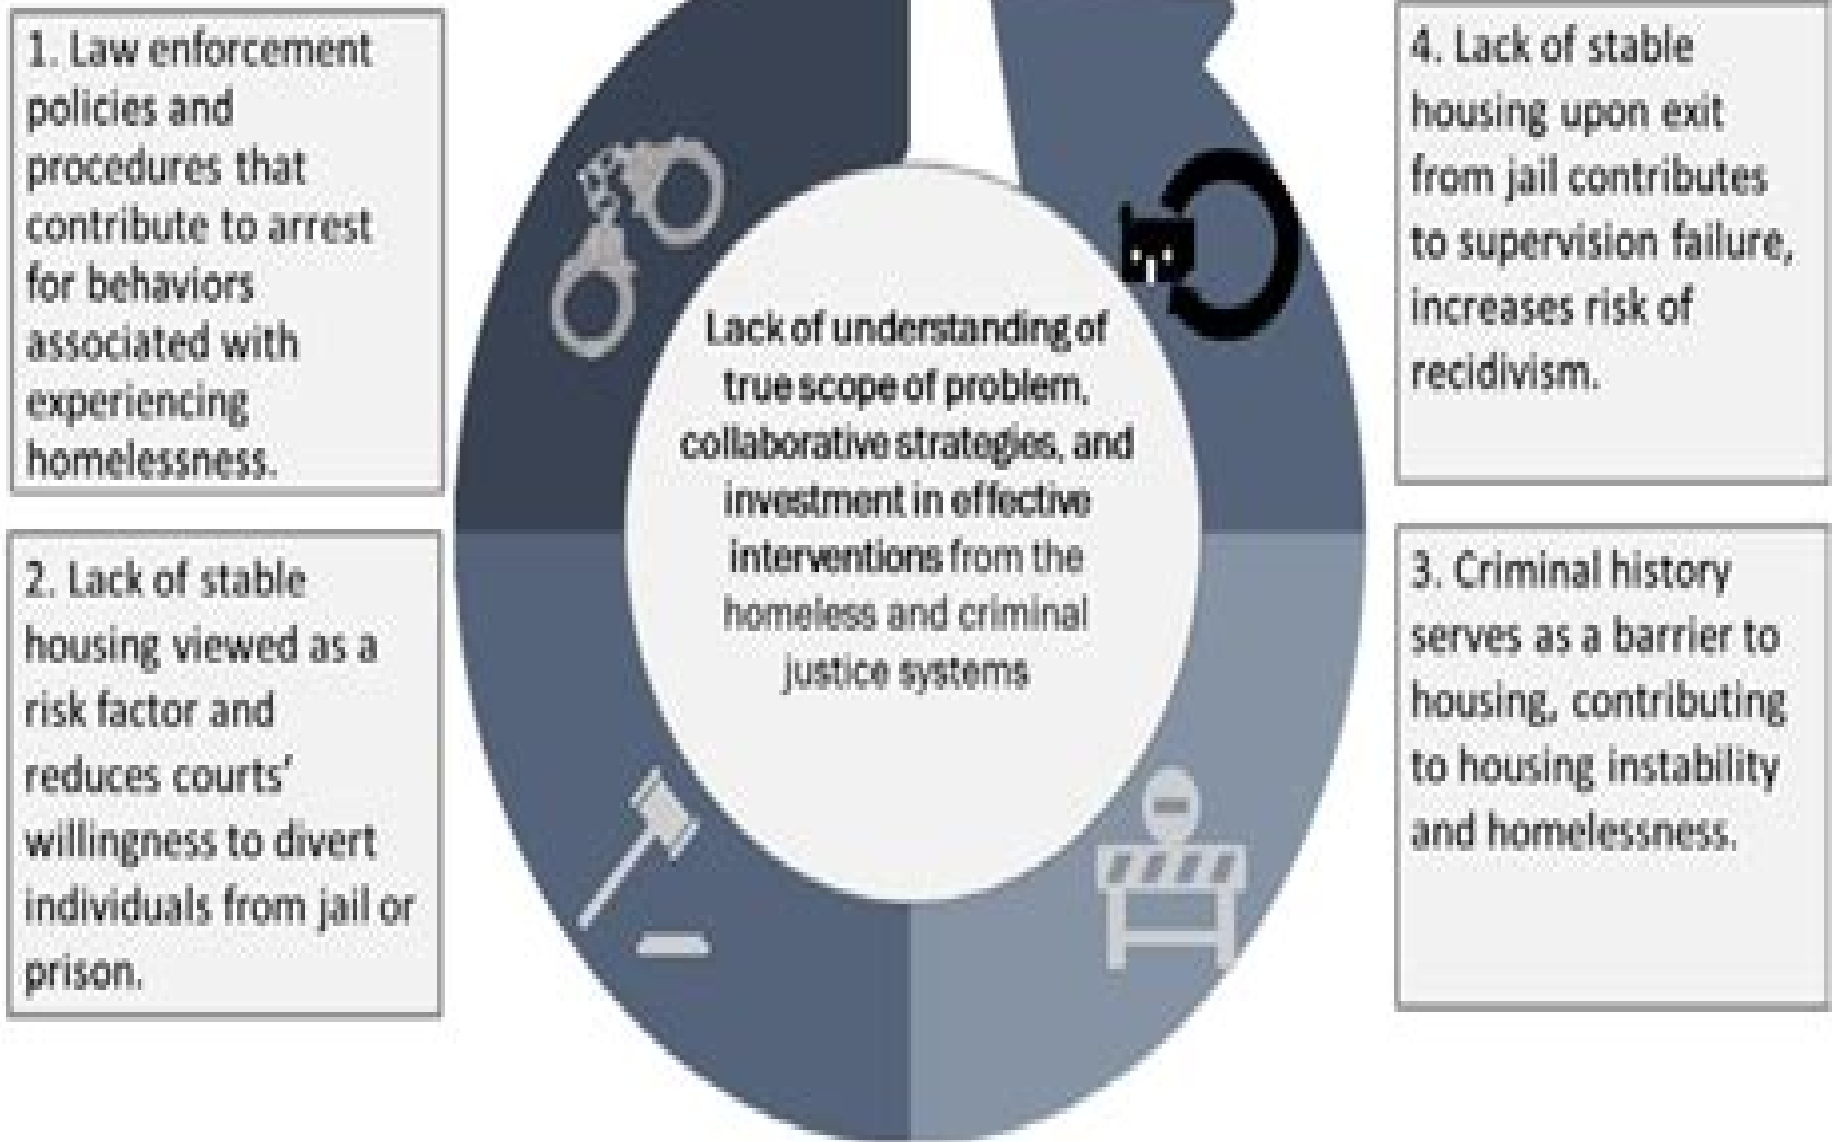 1. Law enforcement
policies and
procedures that
contribute to arrest
for behaviors
associated with
experiencing
homelessness.
2. Lack of stable
housing viewed as a
risk factor and
reduces courts'
willingness to divert
individuals from jail or
prison.
Lack of understanding of
true scope of problem,
collaborative strategies, and
investment in effective
interventions from the
homeless and criminal
justice systems
3. Criminal history
serves as a barrier to
housing, contributing
to housing instability
and homelessness.
4. Lack of stable
housing upon exit
from jail contributes
to supervision failure,
increases risk of
recidivism.